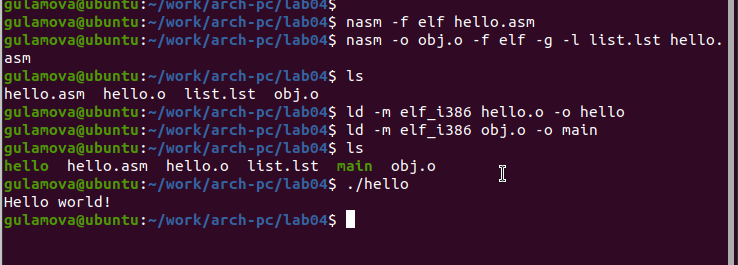 gulamova@ubuntu:~/work/arch-pc/lab04$
gulamova@ubuntu:~/work/arch-pc/lab04$ nasm -f elf hello.asm
gulamova@ubuntu:~/work/arch-pc/lab04$ nasm -o obj.o -f elf -g -l list.lst hello.
asm
gulamova@ubuntu:~/work/arch-pc/lab04$ ls
hello.asm  hello.o  list.lst  obj.o
gulamova@ubuntu:~/work/arch-pc/lab04$ ld -m elf_i386 hello.o -o hello
gulamova@ubuntu:~/work/arch-pc/lab04$ ld -m elf_i386 obj.o -o main
gulamova@ubuntu:~/work/arch-pc/lab04$ ls
hello  hello.asm  hello.o  list.lst  main  obj.o
gulamova@ubuntu:~/work/arch-pc/lab04$ ./hello
Hello world!
gulamova@ubuntu:~/work/arch-pc/lab04$